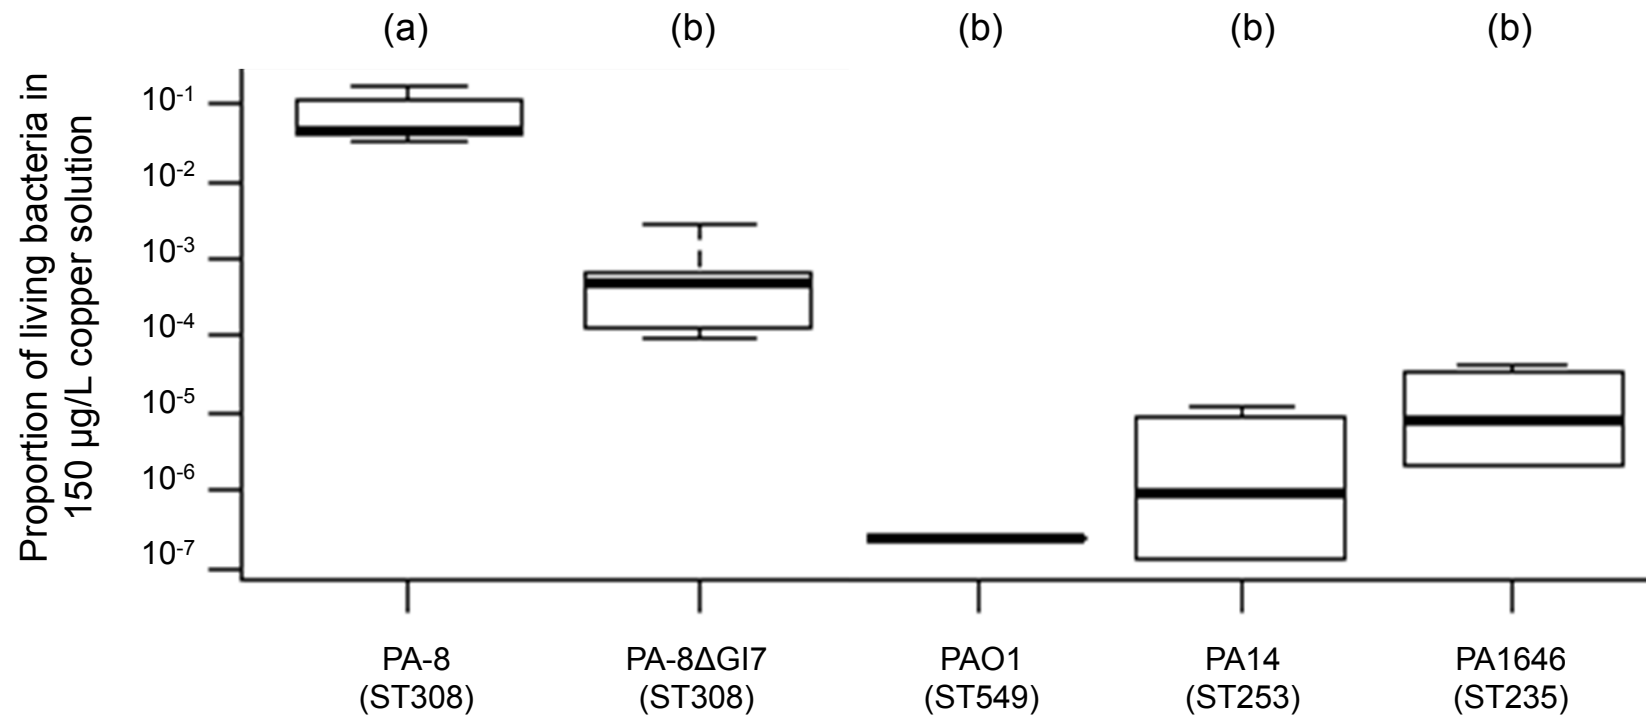 (a) (b) (b) (b) (b)
Proportion of living bacteria in
150 µg/L copper solution
10⁻¹
10⁻²
10⁻³
10⁻⁴
10⁻⁵
10⁻⁶
10⁻⁷
PA-8 PA-8ΔGI7 PAO1 PA14 PA1646
(ST308) (ST308) (ST549) (ST253) (ST235)